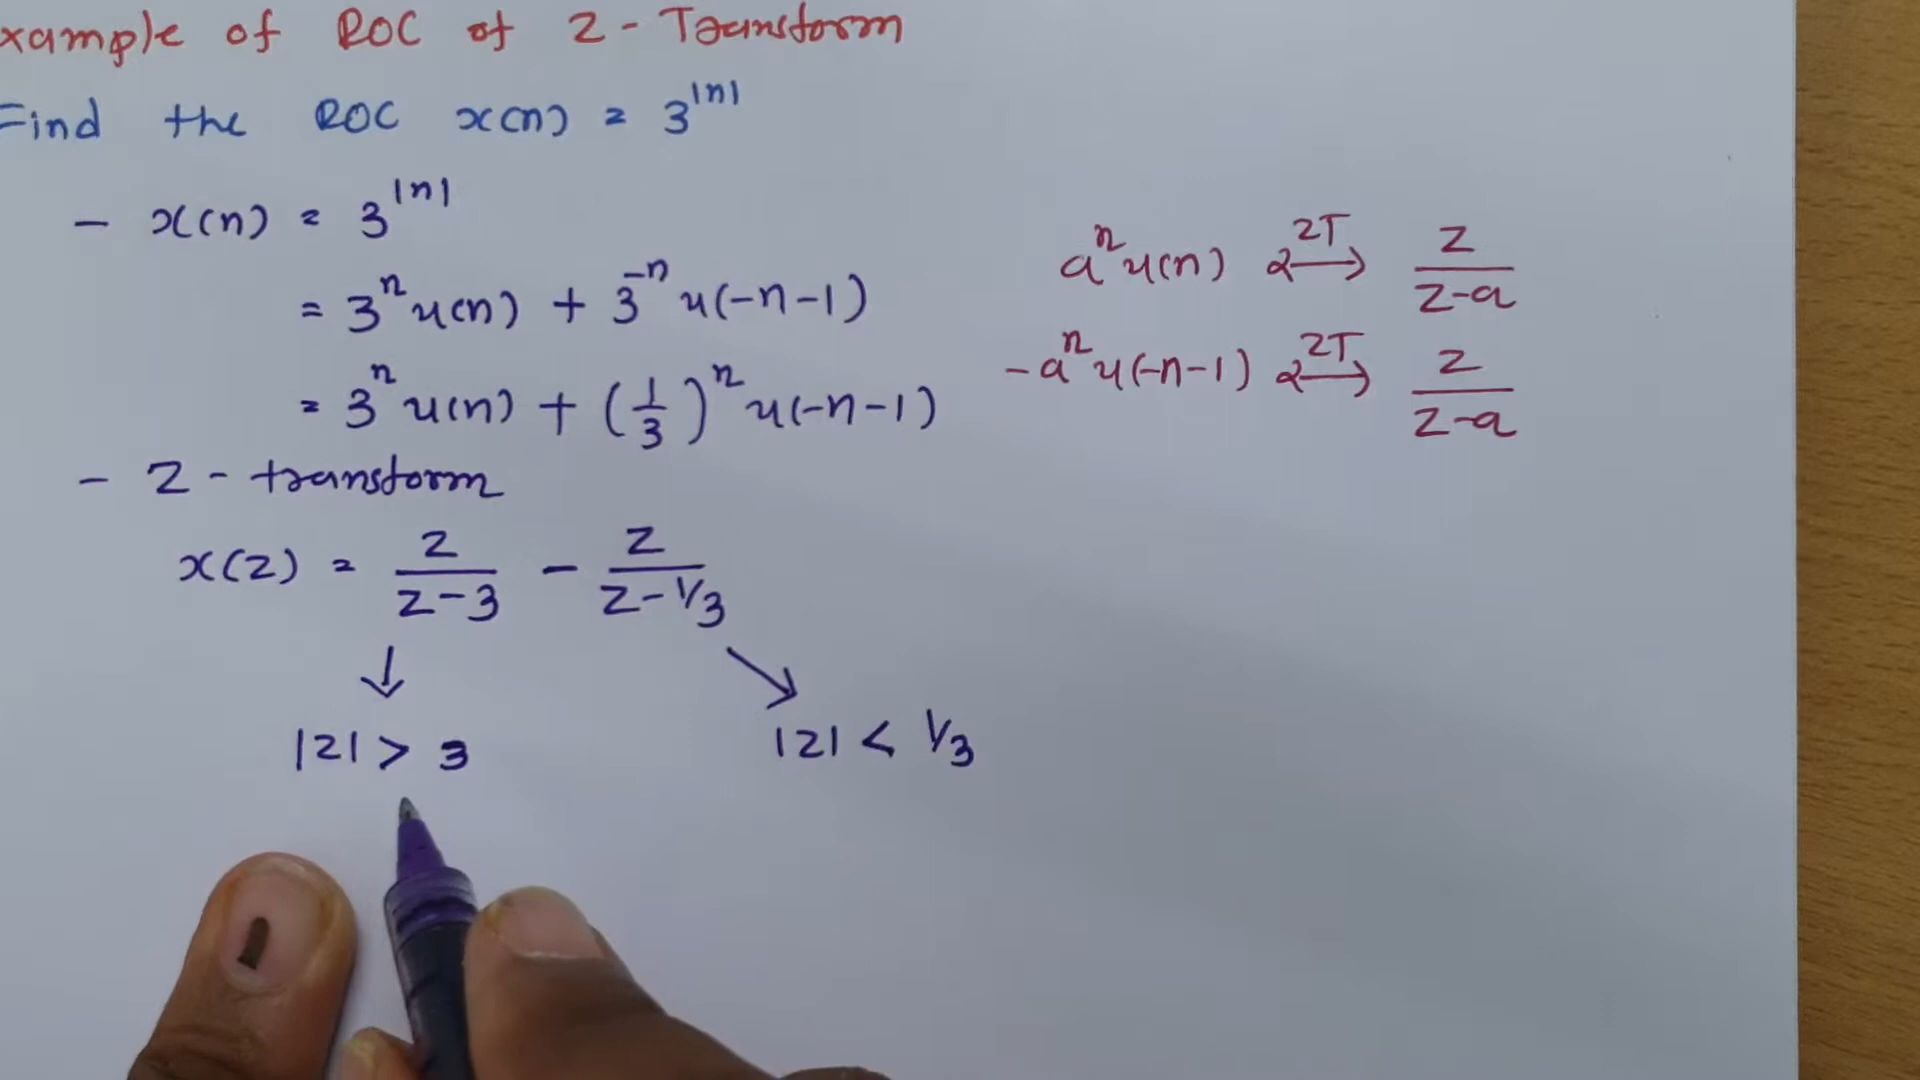 xample of ROC of Z - Transform
Find the ROC x(n) = 3^|n|
- x(n) = 3^|n|
= 3^n u(n) + 3^-n u(-n-1)
= 3^n u(n) + (1/3)^n u(-n-1)
a^n u(n) ⟷ZT z/(z-a)
-a^n u(-n-1) ⟷ZT z/(z-a)
- Z - transform
x(z) = z/(z-3) - z/(z-1/3)
↓ ↘
|z| > 3 |z| < 1/3